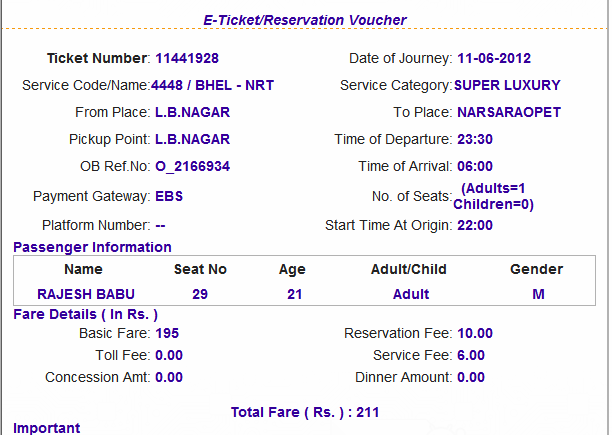 E-Ticket/Reservation Voucher
Ticket Number: 11441928 Date of Journey: 11-06-2012
Service Code/Name:4448 / BHEL - NRT Service Category:SUPER LUXURY
From Place: L.B.NAGAR To Place: NARSARAOPET
Pickup Point: L.B.NAGAR Time of Departure: 23:30
OB Ref.No: O_2166934 Time of Arrival: 06:00
Payment Gateway: EBS No. of Seats: (Adults=1 Children=0)
Platform Number: -- Start Time At Origin: 22:00
Passenger Information
Name Seat No Age Adult/Child Gender
RAJESH BABU 29 21 Adult M
Fare Details ( In Rs. )
Basic Fare: 195 Reservation Fee: 10.00
Toll Fee: 0.00 Service Fee: 6.00
Concession Amt: 0.00 Dinner Amount: 0.00
Total Fare ( Rs. ) : 211
Important